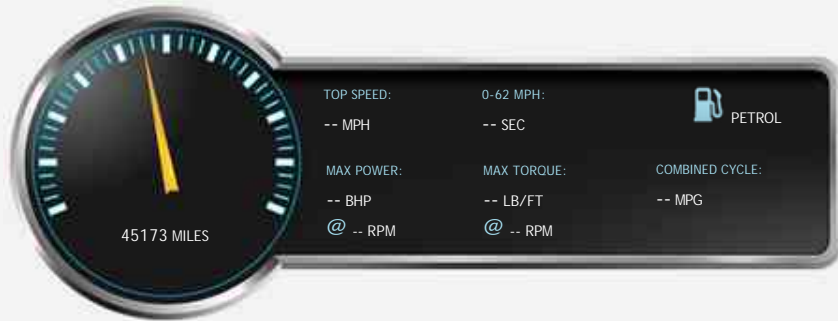 TOP SPEED:
-- MPH
0-62 MPH:
-- SEC
PETROL
MAX POWER:
-- BHP
@ -- RPM
MAX TORQUE:
-- LB/FT
@ -- RPM
COMBINED CYCLE:
-- MPG
45173 MILES